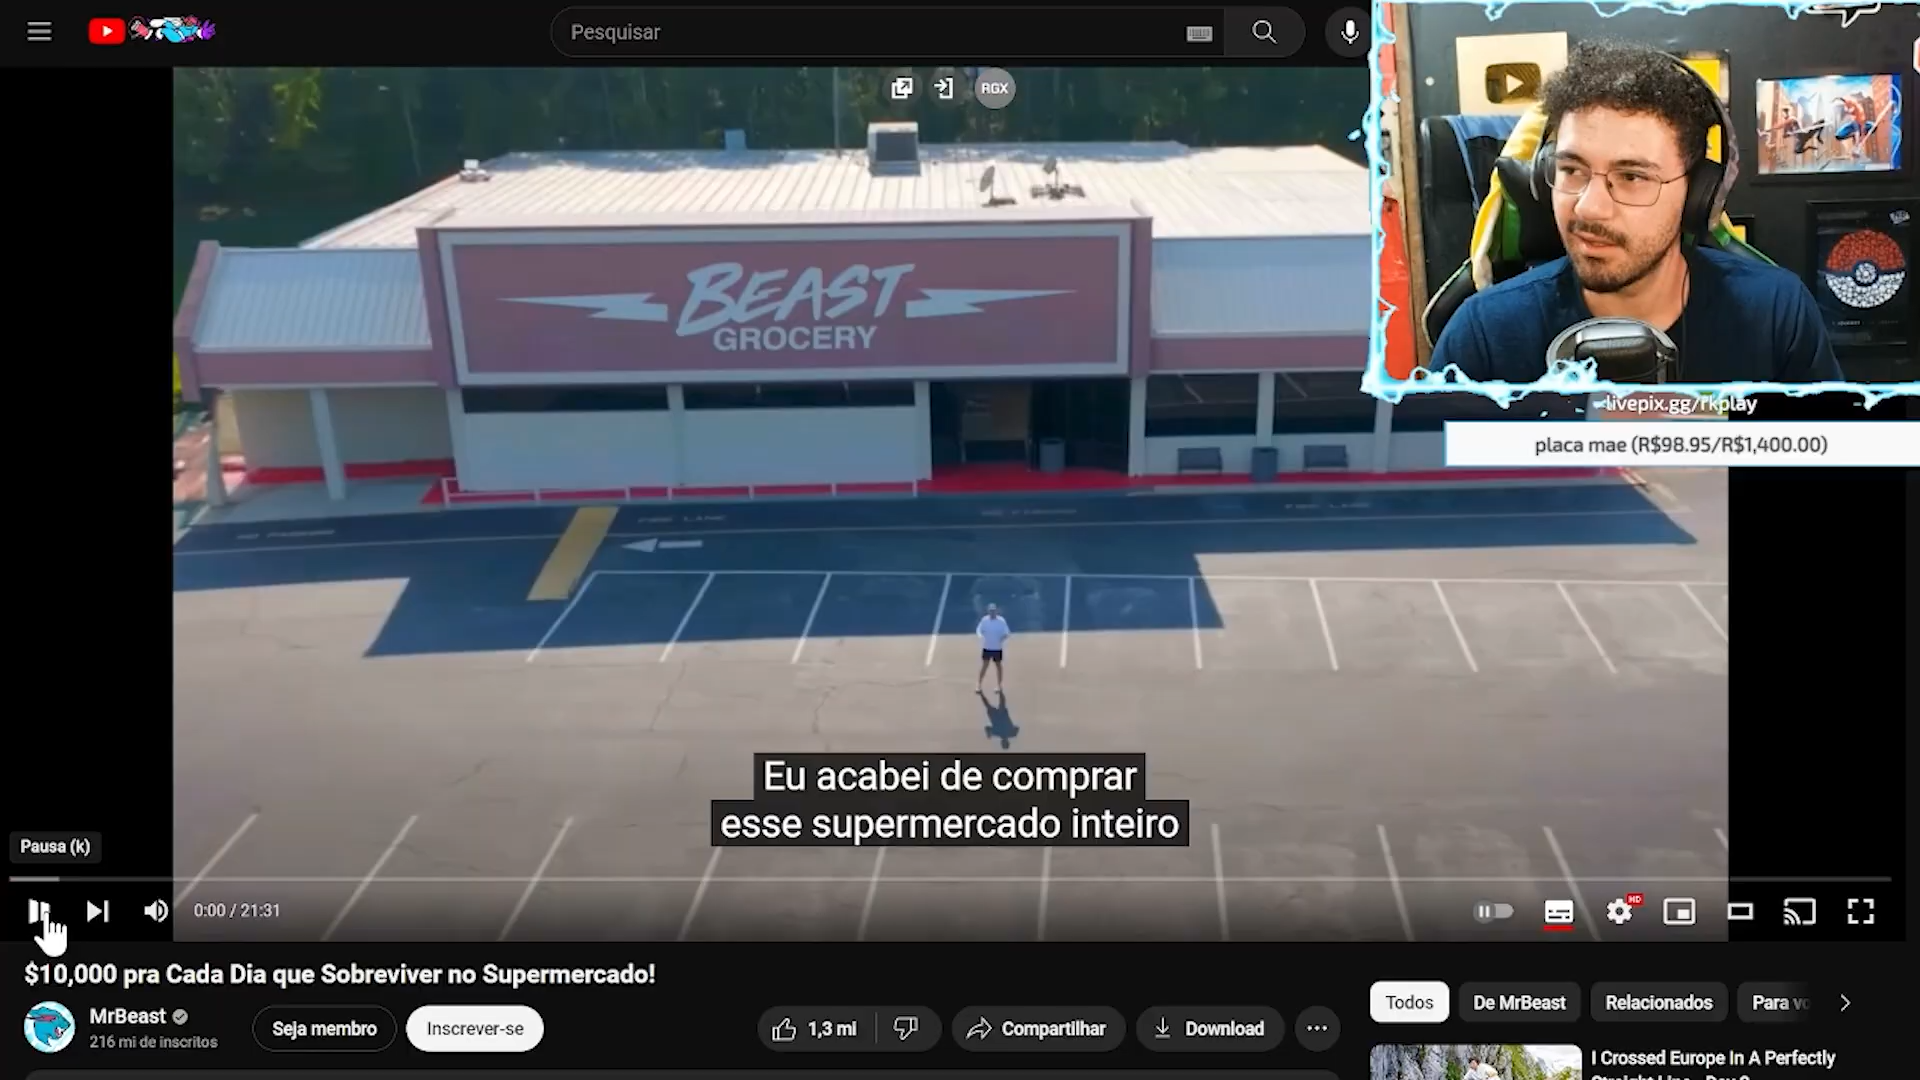 Pesquisar
RGX
BEAST
GROCERY
livepix.gg/rkplay
placa mae (R$98.95/R$1,400.00)
Eu acabei de comprar
esse supermercado inteiro
Pausa (k)
0:00 / 21:31
HD
$10,000 pra Cada Dia que Sobreviver no Supermercado!
MrBeast
216 mi de inscritos
Seja membro
Inscrever-se
1,3 mi
Compartilhar
Download
Todos
De MrBeast
Relacionados
Para
I Crossed Europe In A Perfectly